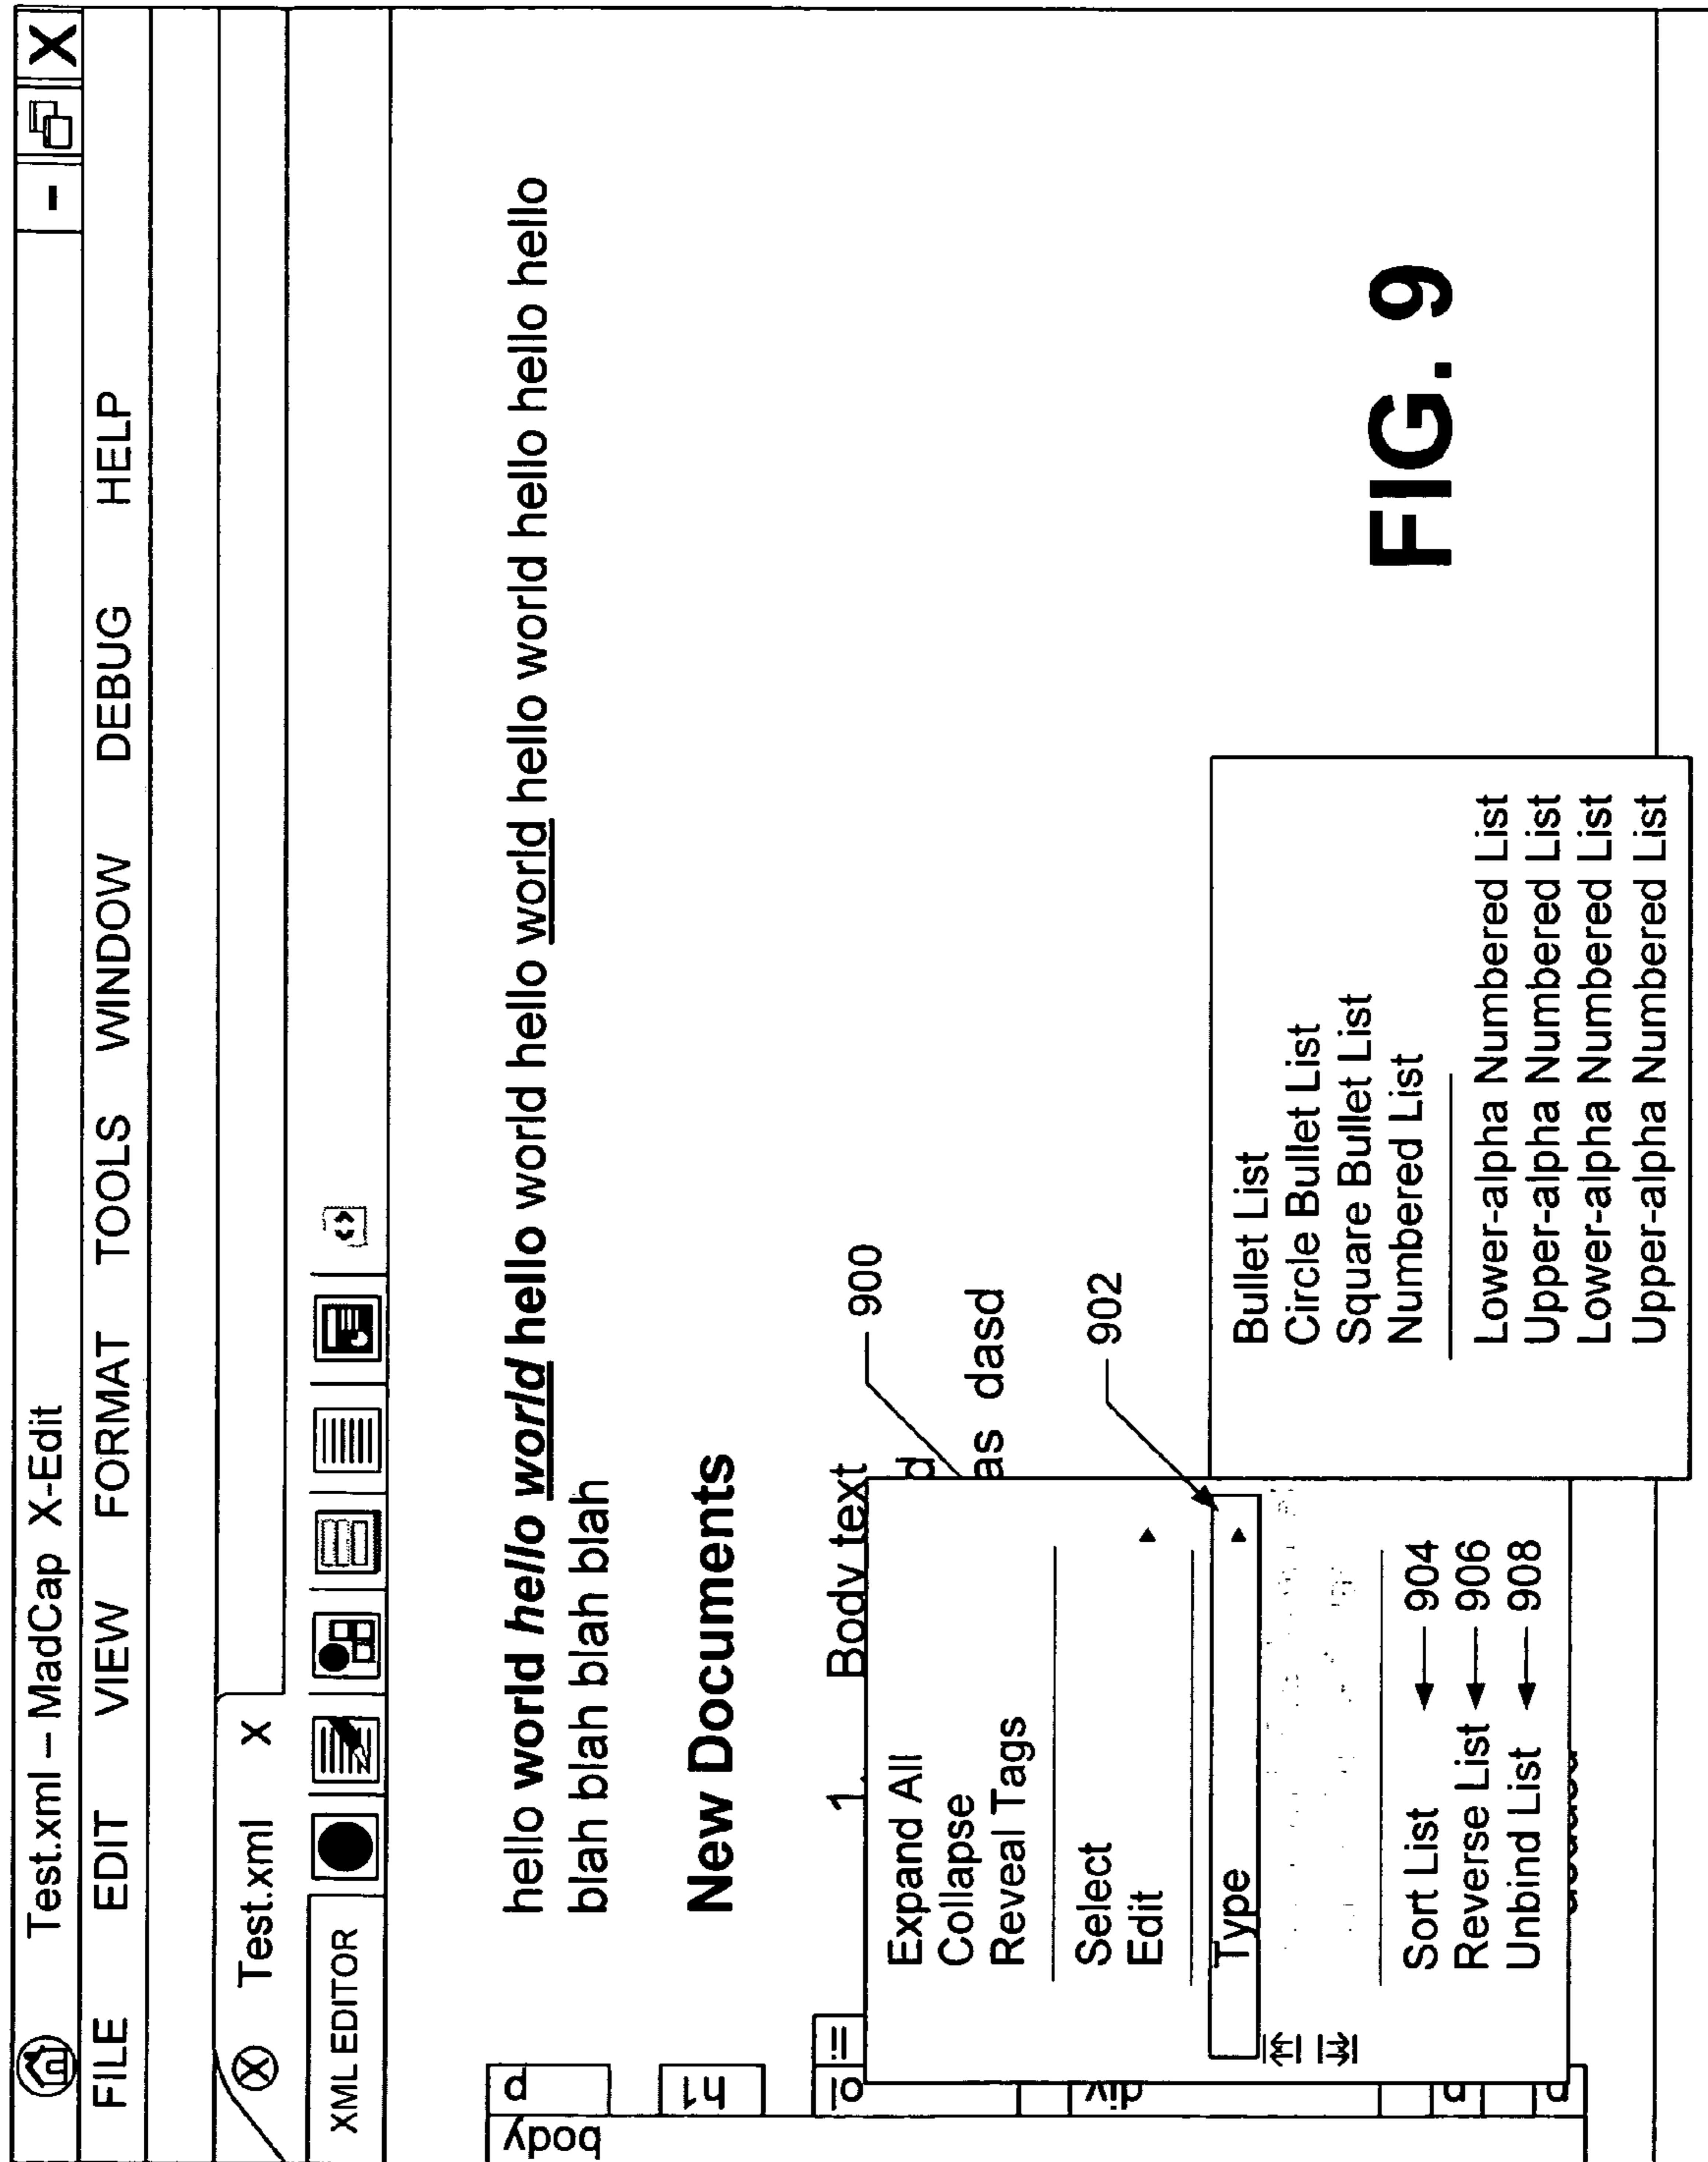 Test.xml – MadCap X-Edit
– X
FILE EDIT VIEW FORMAT TOOLS WINDOW DEBUG HELP
Test.xml X
XML EDITOR
body
p
hello world hello world hello world hello world hello world hello world hello hello hello
blah blah blah blah
h1
New Documents
ol
li
1. Body text
d
as dasd
div
p
p
900
Expand All
Collapse
Reveal Tags
Select
Edit
Type
902
Sort List 904
Reverse List 906
Unbind List 908
Bullet List
Circle Bullet List
Square Bullet List
Numbered List
Lower-alpha Numbered List
Upper-alpha Numbered List
Lower-alpha Numbered List
Upper-alpha Numbered List
FIG. 9